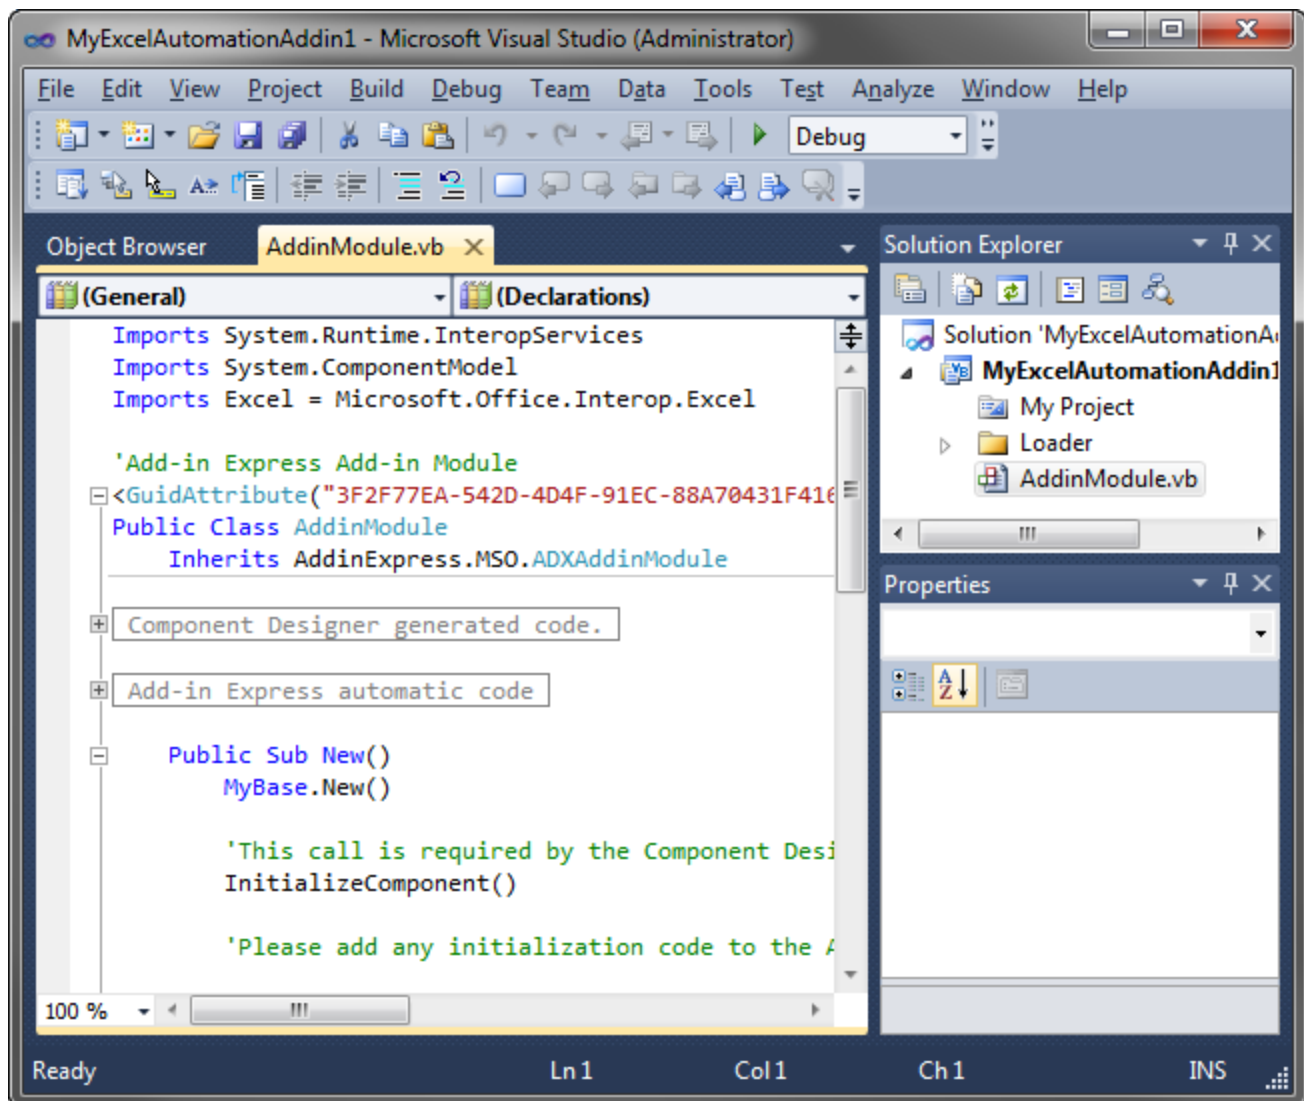 MyExcelAutomationAddin1 - Microsoft Visual Studio (Administrator)
File Edit View Project Build Debug Team Data Tools Test Analyze Window Help
Debug
Object Browser AddinModule.vb
(General) (Declarations)
Imports System.Runtime.InteropServices
Imports System.ComponentModel
Imports Excel = Microsoft.Office.Interop.Excel
'Add-in Express Add-in Module
<GuidAttribute("3F2F77EA-542D-4D4F-91EC-88A70431F416
Public Class AddinModule
Inherits AddinExpress.MSO.ADXAddinModule
Component Designer generated code.
Add-in Express automatic code
Public Sub New()
MyBase.New()
'This call is required by the Component Desi
InitializeComponent()
'Please add any initialization code to the A
100 %
Solution Explorer
Solution 'MyExcelAutomationA
MyExcelAutomationAddin1
My Project
Loader
AddinModule.vb
Properties
Ready Ln 1 Col 1 Ch 1 INS